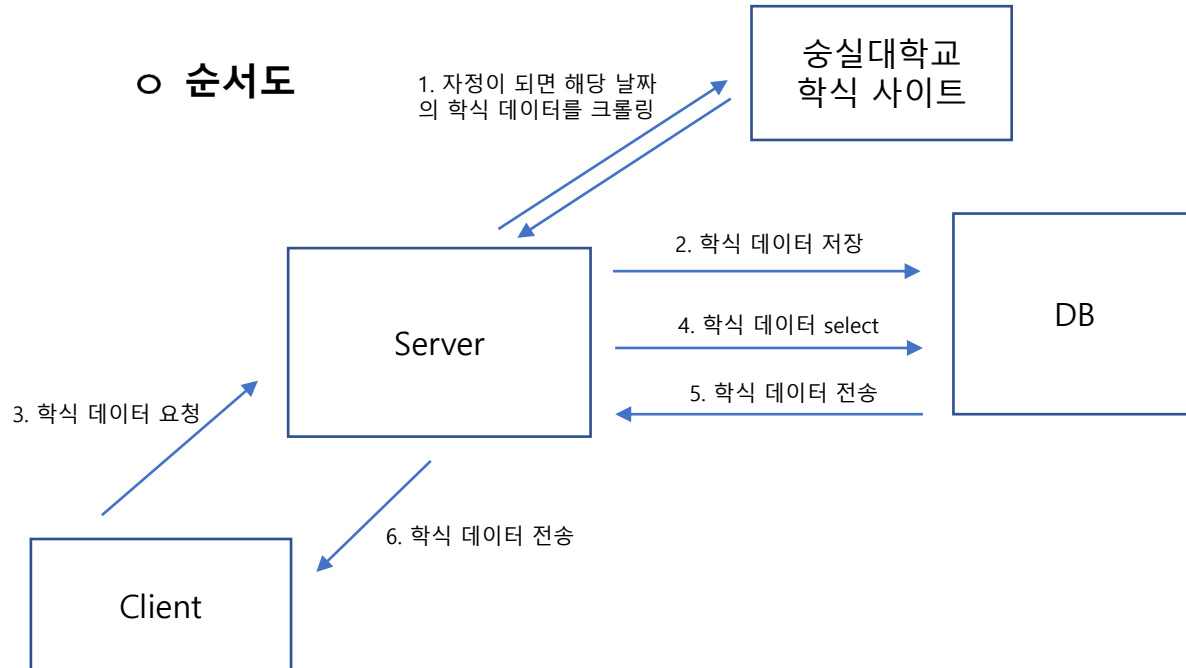 ㅇ 순서도
숭실대학교
학식 사이트
1. 자정이 되면 해당 날짜
의 학식 데이터를 크롤링
2. 학식 데이터 저장
Server
4. 학식 데이터 select
DB
5. 학식 데이터 전송
3. 학식 데이터 요청
6. 학식 데이터 전송
Client